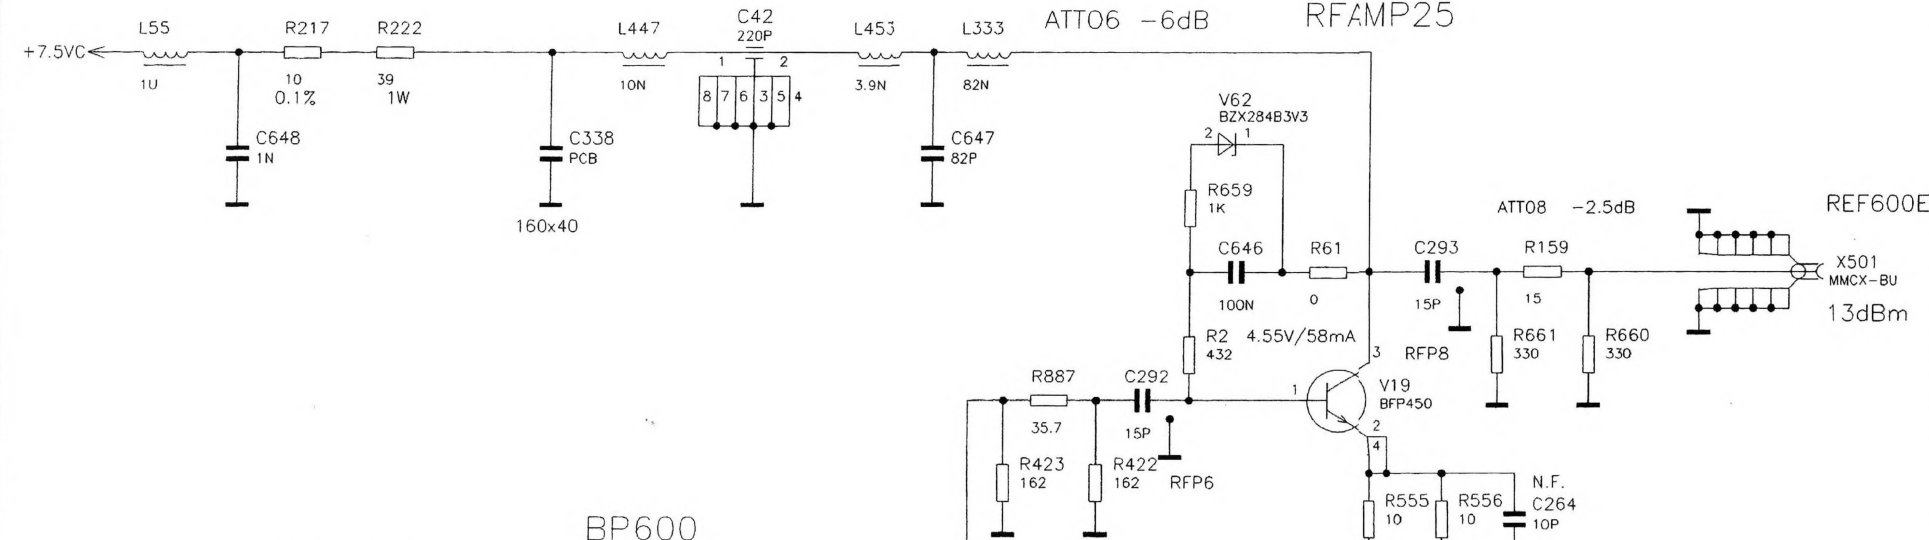 ATTO6 -6dB
RFAMP25
L55
R217
R222
L447
C42
220P
L453
L333
+7.5VC
1U
10
0.1%
39
1W
10N
1
2
8 7 6 3 5 4
3.9N
82N
C648
1N
C338
PCB
160x40
C647
82P
V62
BZX284B3V3
2
1
R659
1K
ATTO8 -2.5dB
REF600E
C646
100N
R61
0
C293
15P
R159
15
X501
MMCX-BU
13dBm
R2
432
4.55V/58mA
R661
330
R660
330
3
RFP8
R887
35.7
C292
15P
1
V19
BFP450
2
4
R423
162
R422
162
RFP6
R555
10
R556
10
N.F.
C264
10P
BP600